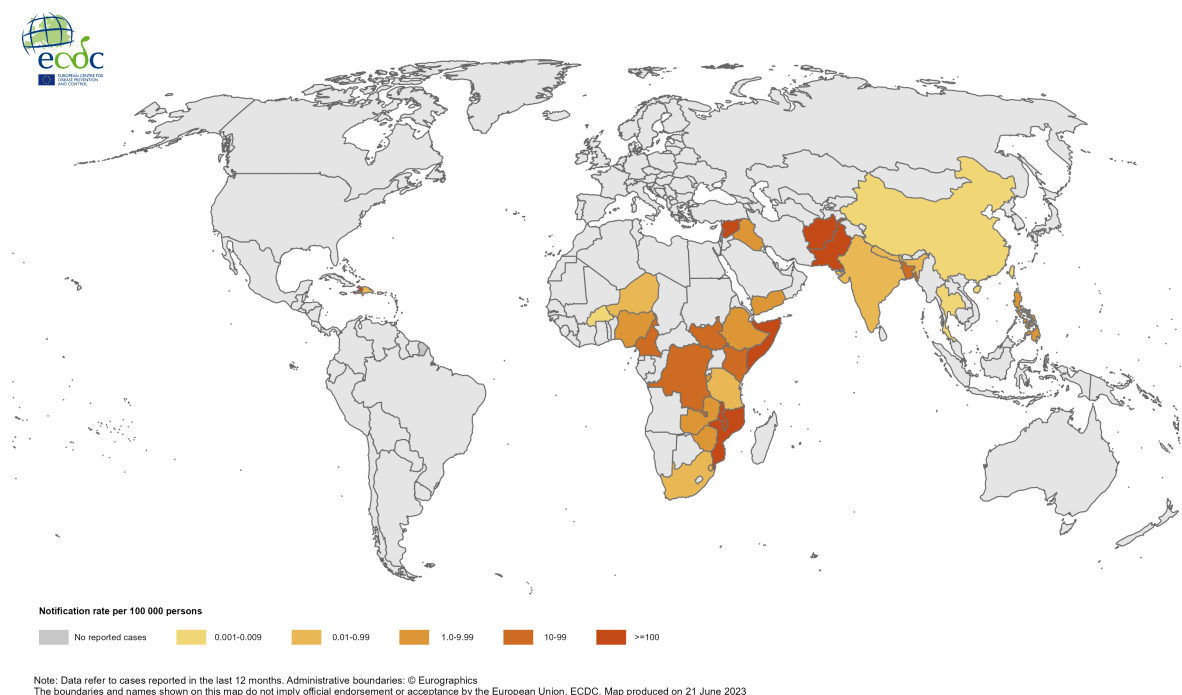 ecdc
EUROPEAN CENTRE FOR
DISEASE PREVENTION
AND CONTROL
Notification rate per 100 000 persons
No reported cases
0.001-0.009
0.01-0.99
1.0-9.99
10-99
>=100
Note: Data refer to cases reported in the last 12 months. Administrative boundaries: © Eurographics
The boundaries and names shown on this map do not imply official endorsement or acceptance by the European Union. ECDC. Map produced on 21 June 2023